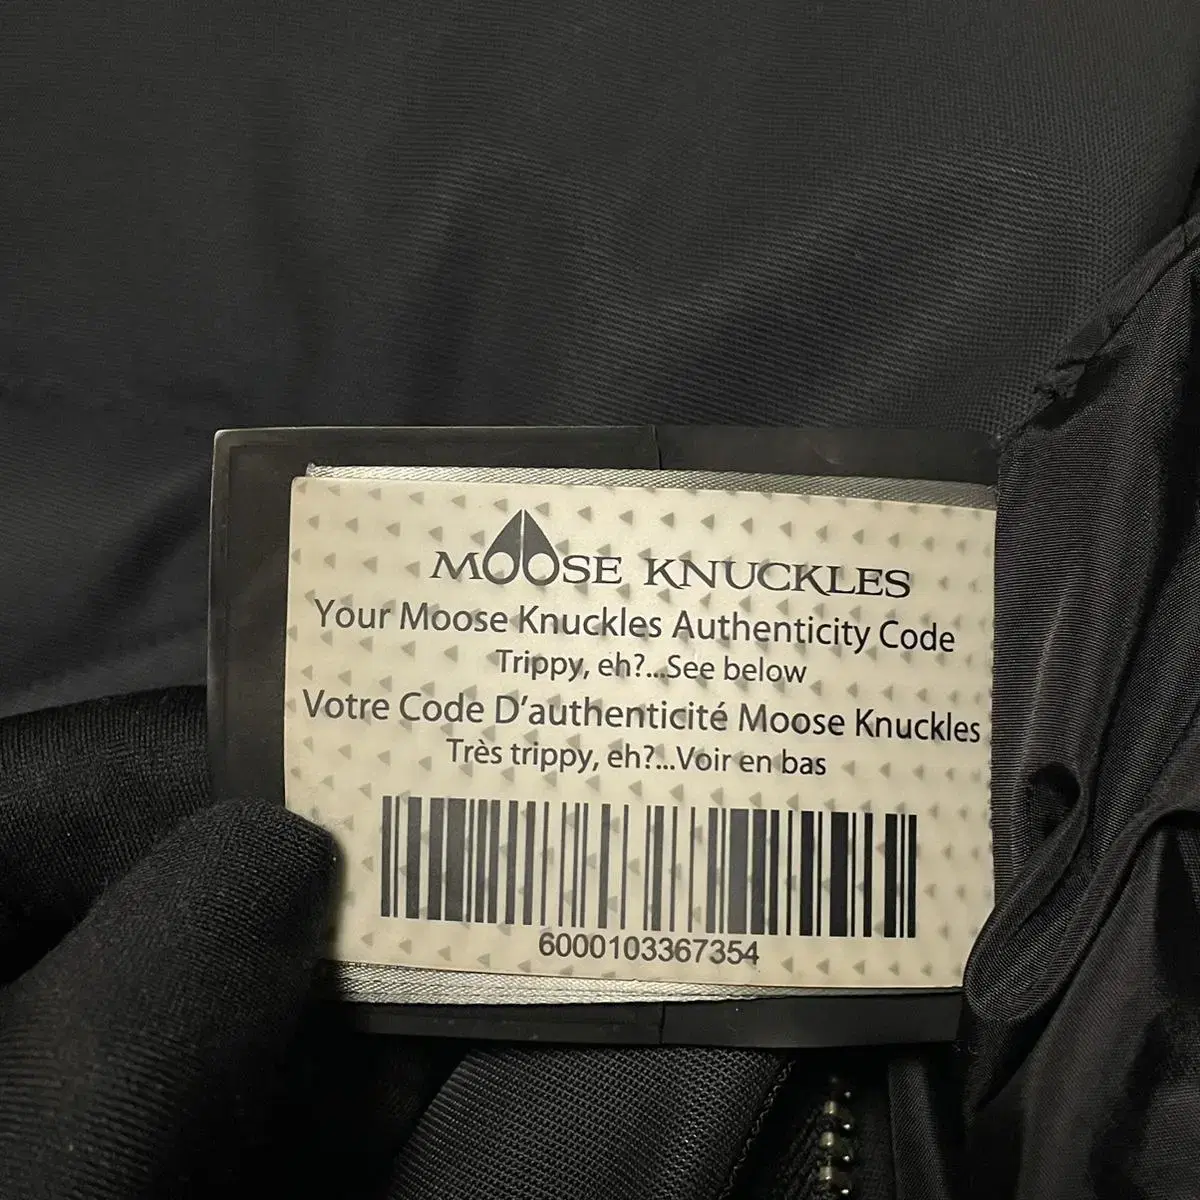 MOOSE KNUCKLES
Your Moose Knuckles Authenticity Code
Trippy, eh?...See below
Votre Code D'authenticité Moose Knuckles
Très trippy, eh?...Voir en bas
6000103367354